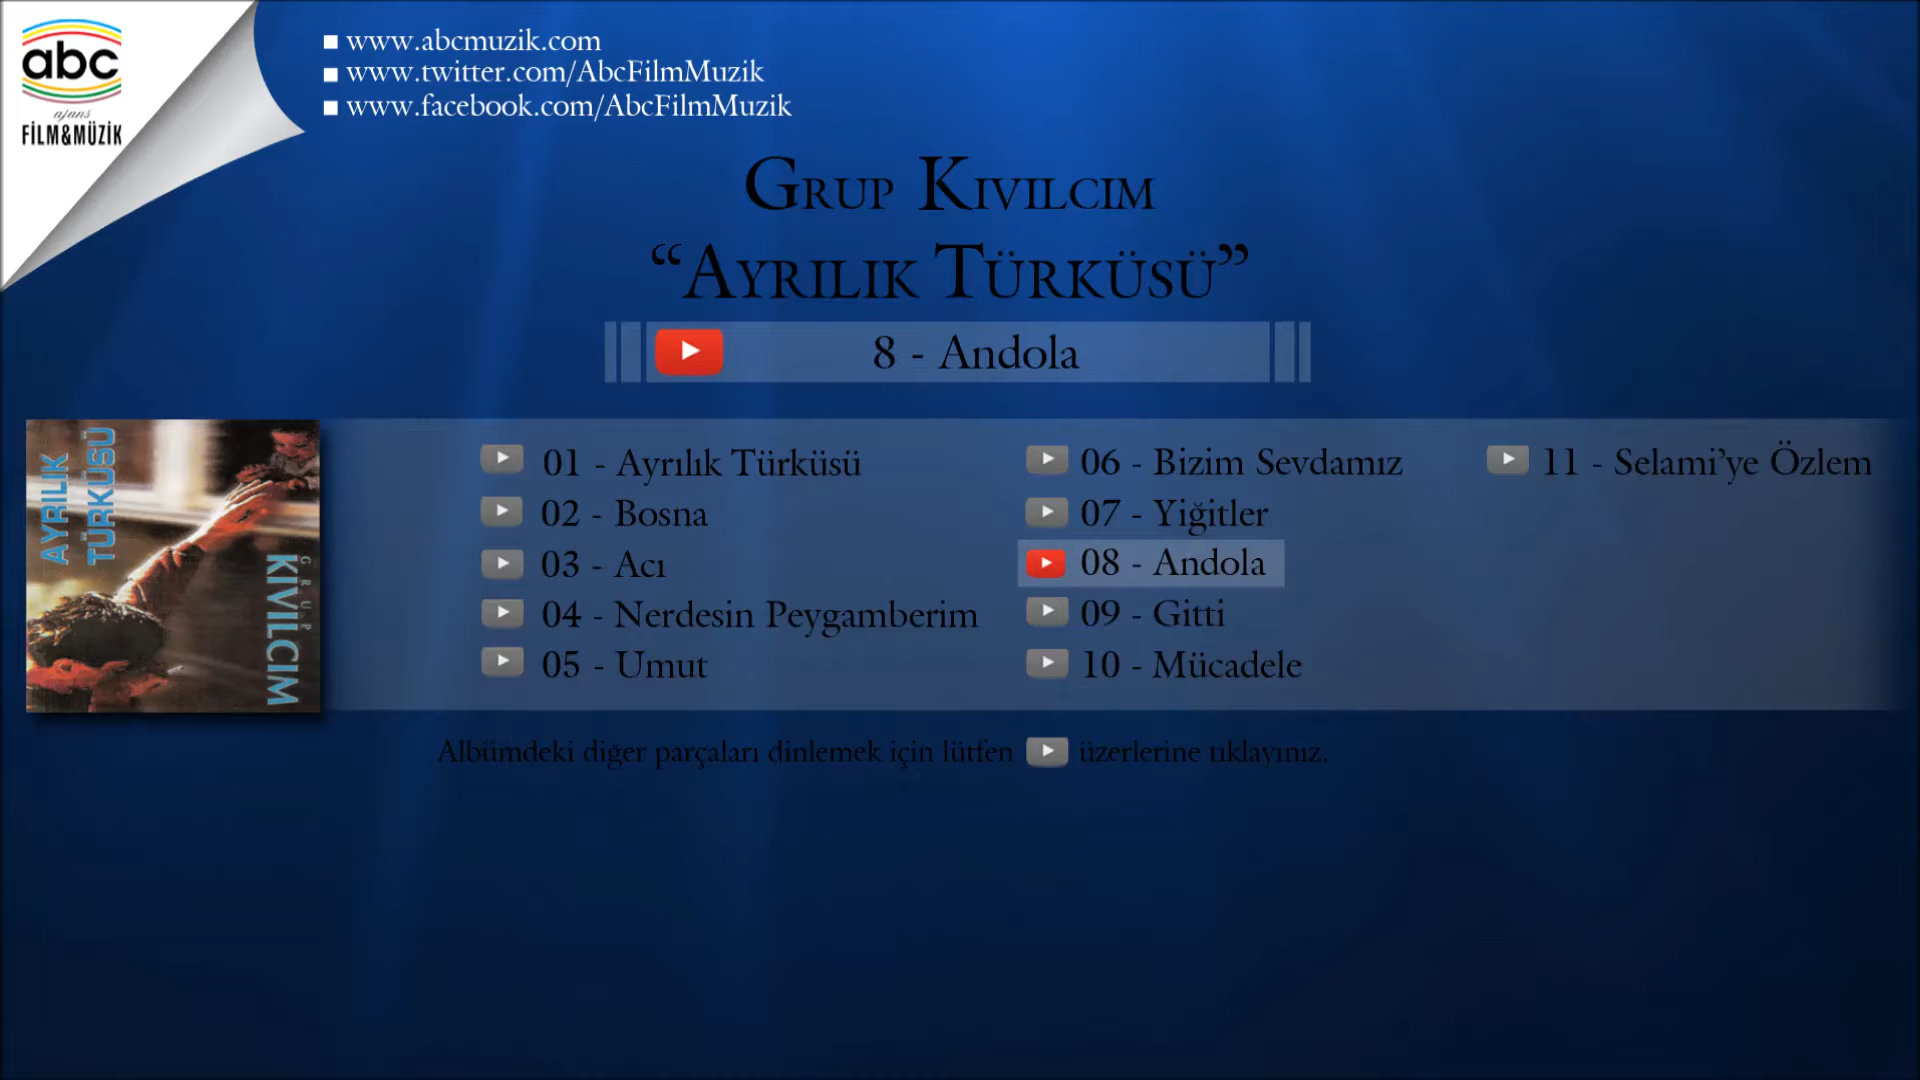 abc
ajans
FİLM&MÜZİK
www.abcmuzik.com
www.twitter.com/AbcFilmMuzik
www.facebook.com/AbcFilmMuzik
GRUP KIVILCIM
“AYRILIK TÜRKÜSÜ”
8 - Andola
AYRILIK
TÜRKÜSÜ
GRUP
KIVILCIM
01 - Ayrılık Türküsü
02 - Bosna
03 - Acı
04 - Nerdesin Peygamberim
05 - Umut
06 - Bizim Sevdamız
07 - Yiğitler
08 - Andola
09 - Gitti
10 - Mücadele
11 - Selami’ye Özlem
Albümdeki diğer parçaları dinlemek için lütfen üzerlerine tıklayınız.